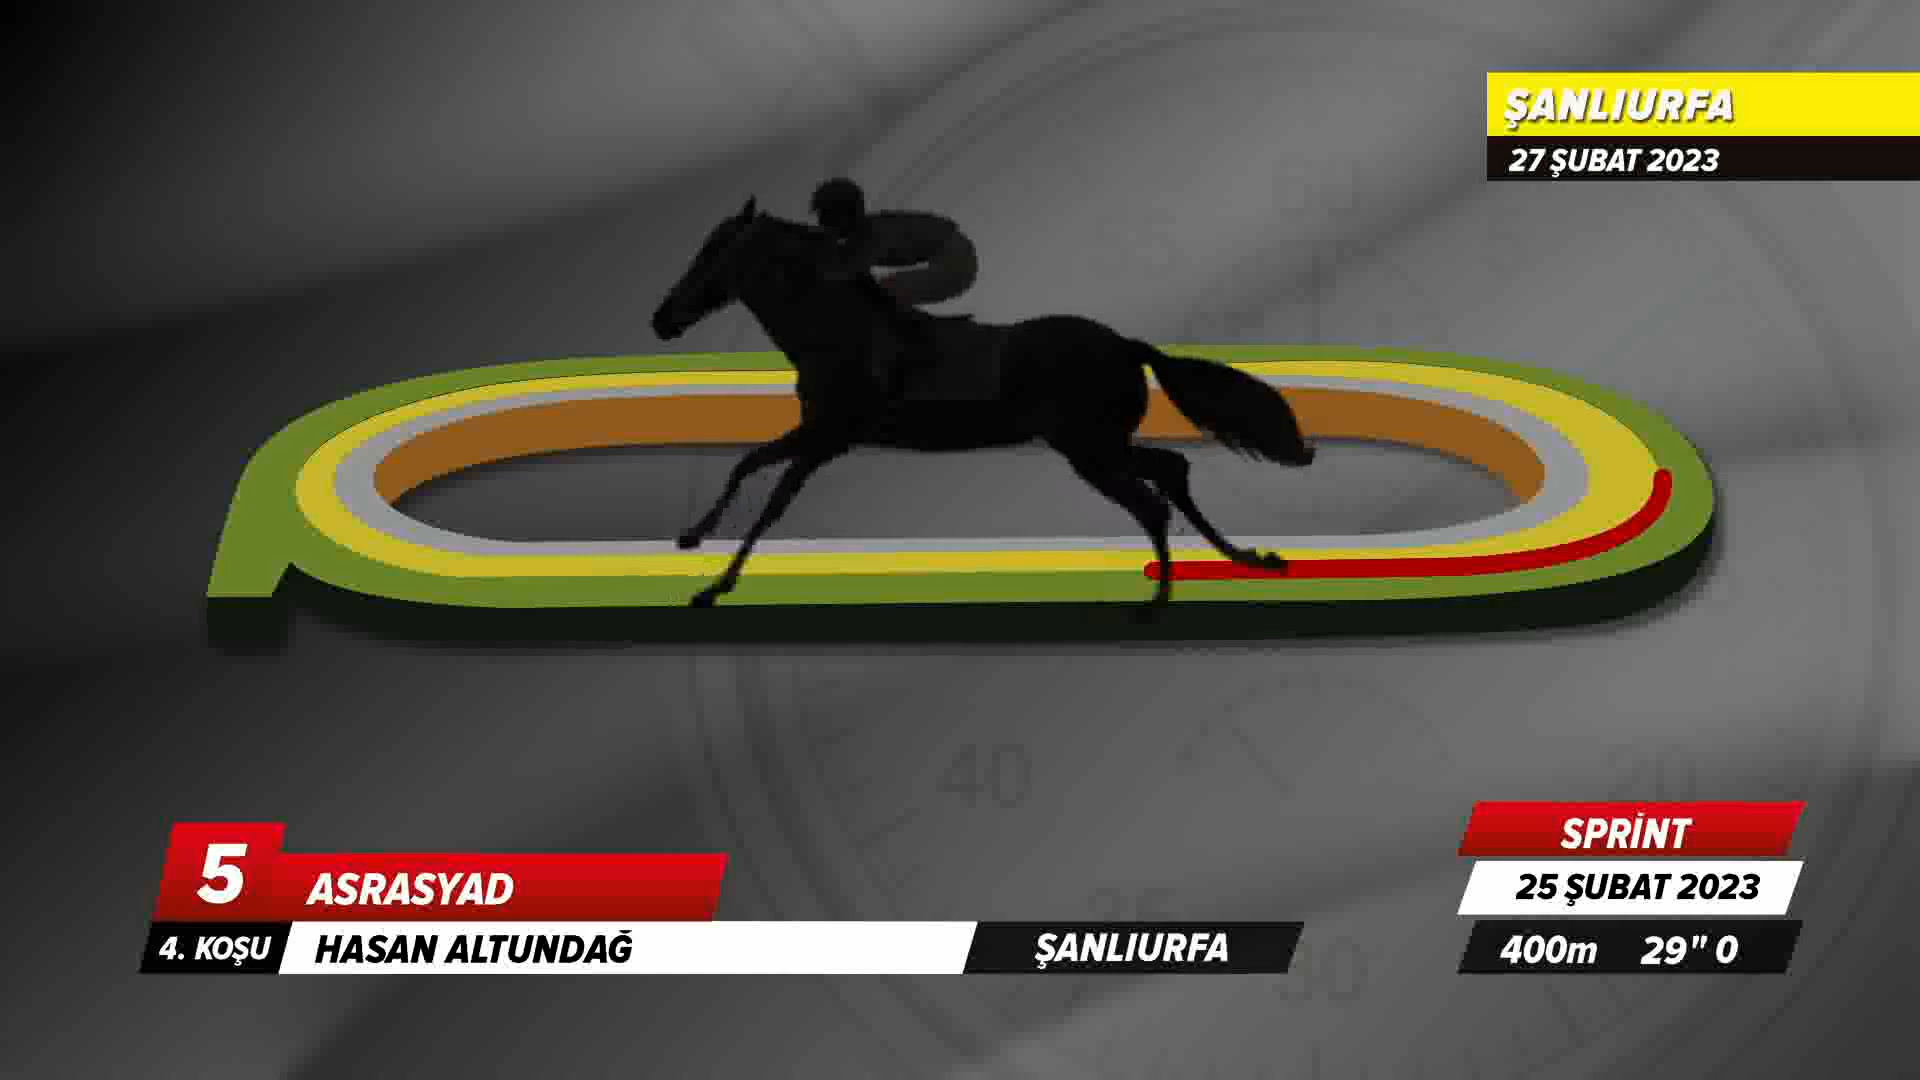 ŞANLIURFA
27 ŞUBAT 2023
40
5
ASRASYAD
4. KOŞU
HASAN ALTUNDAĞ
ŞANLIURFA
SPRİNT
25 ŞUBAT 2023
400m 29" 0